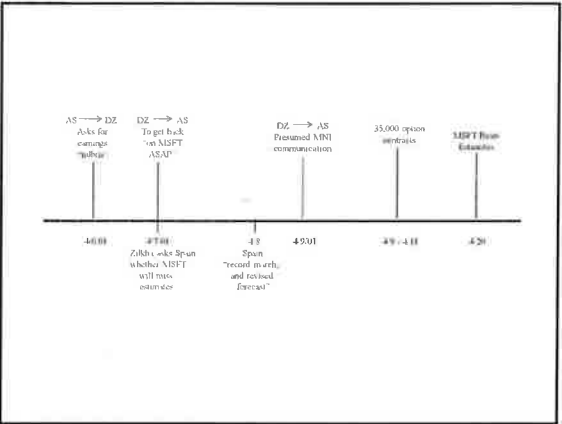 AS → DZ
Asks for
earnings
DZ → AS
To get back
"on MSFT
ASAP"
DZ → AS
Presumed MNI
communication
35,000 option
contracts
MSFT Beats
Estimates
4/6/01
4/7/01
4/8
4/9/01
4/9 - 4/18
4/20
Zilkha asks Spain
whether MSFT
will miss
estimates
Spain
"record march,
and revised
forecast"